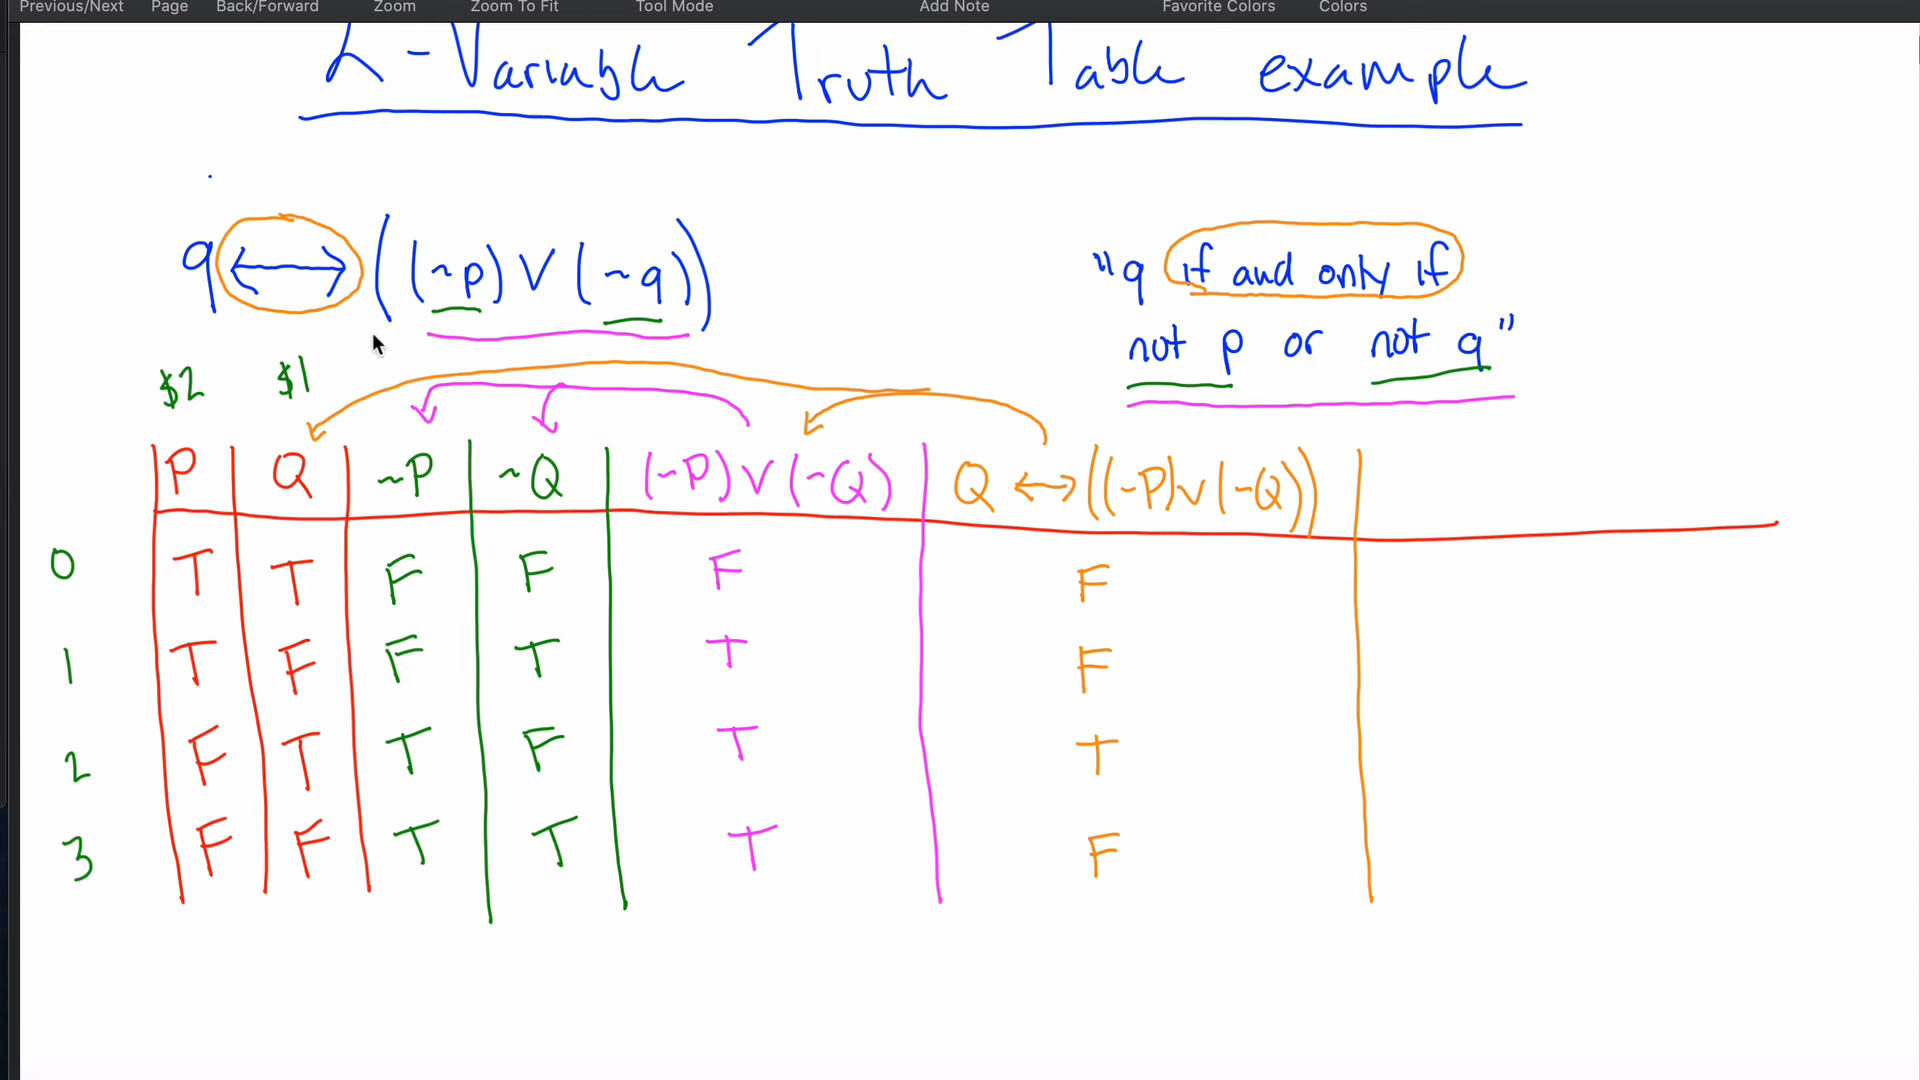 Previous/Next Page Back/Forward Zoom Zoom To Fit Tool Mode Add Note Favorite Colors Colors
2-Variable Truth Table example
q ⟷ ((~p) ∨ (~q))
"q if and only if
not p or not q"
$2 $1
P Q ~P ~Q (~P) ∨ (~Q) Q ⟷ ((~P) ∨ (~Q))
0 T T F F F F
1 T F F T T F
2 F T T F T T
3 F F T T T F